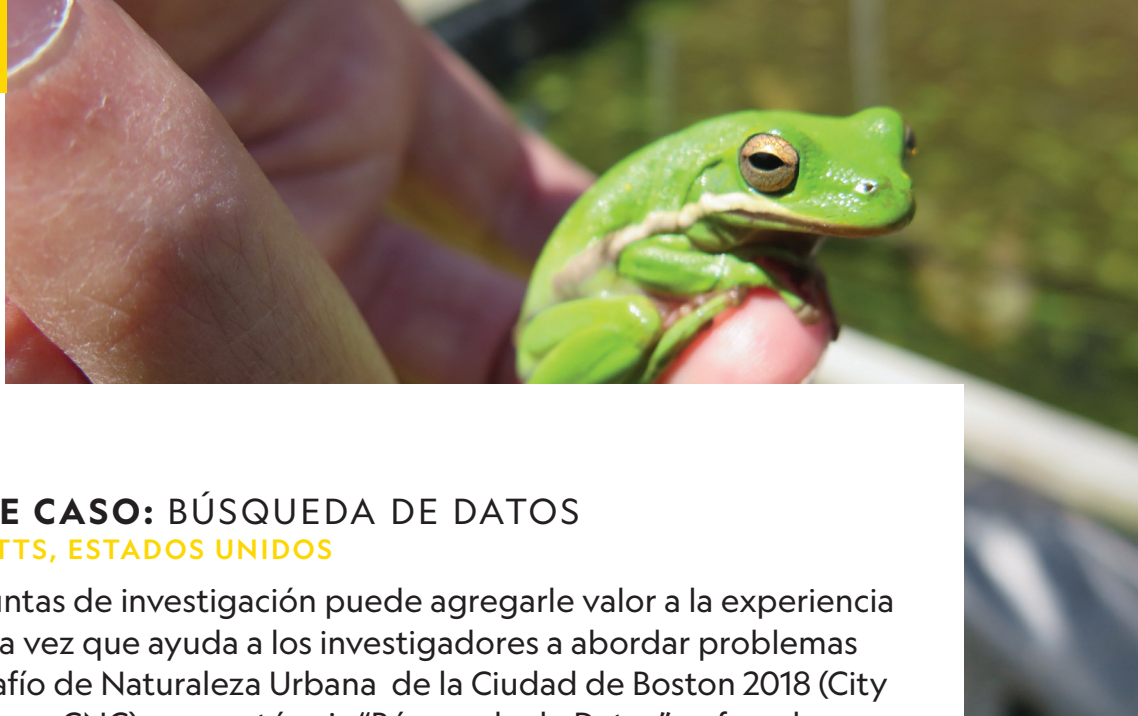 E CASO: BÚSQUEDA DE DATOS
TTS, ESTADOS UNIDOS
ntas de investigación puede agregarle valor a la experiencia
a vez que ayuda a los investigadores a abordar problemas
afío de Naturaleza Urbana de la Ciudad de Boston 2018 (City